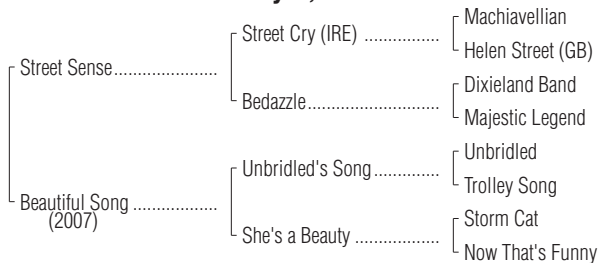 Machiavellian
Street Cry (IRE) ................
Helen Street (GB)
Street Sense......................
Dixieland Band
Bedazzle............................
Majestic Legend
Unbridled
Unbridled's Song..............
Trolley Song
Beautiful Song ..................
(2007)
Storm Cat
She's a Beauty ..................
Now That's Funny